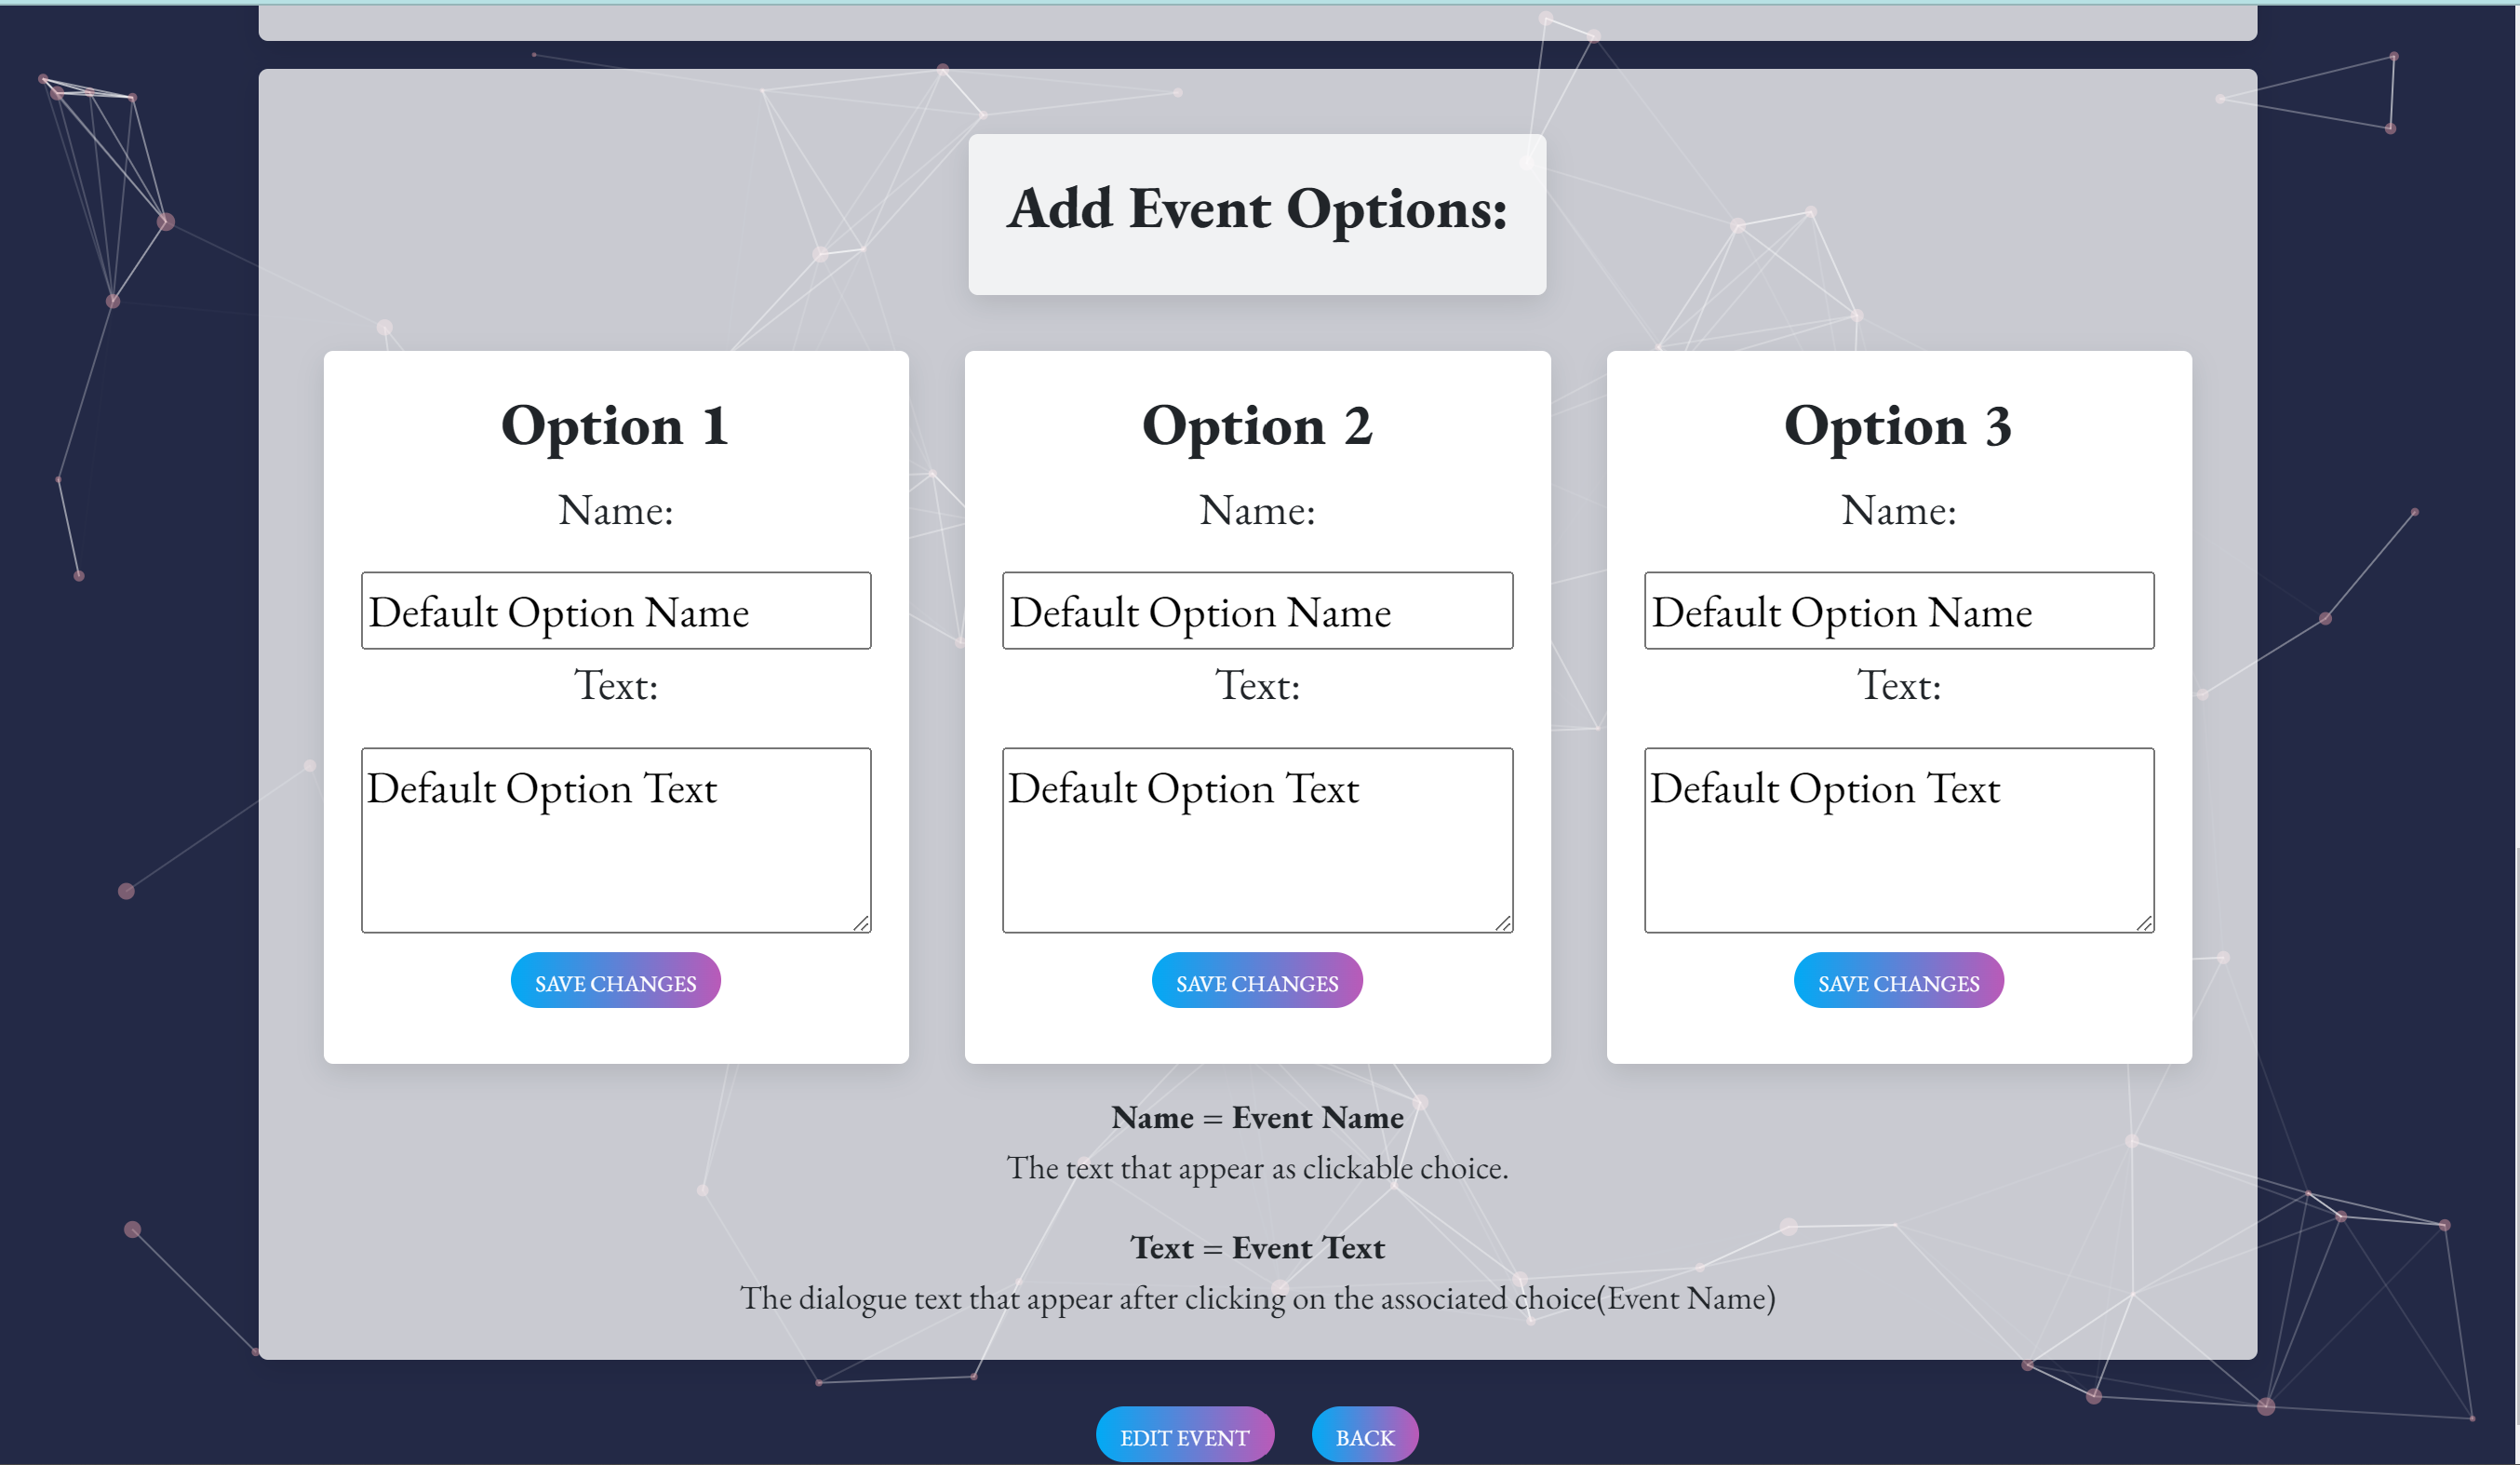 Add Event Options:
Option 1
Name:
Default Option Name
Text:
Default Option Text
SAVE CHANGES
Option 2
Name:
Default Option Name
Text:
Default Option Text
SAVE CHANGES
Option 3
Name:
Default Option Name
Text:
Default Option Text
SAVE CHANGES
Name = Event Name
The text that appear as clickable choice.
Text = Event Text
The dialogue text that appear after clicking on the associated choice(Event Name)
EDIT EVENT
BACK